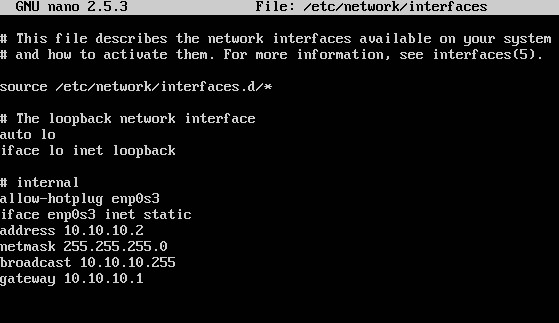 GNU nano 2.5.3 File: /etc/network/interfaces
# This file describes the network interfaces available on your system
# and how to activate them. For more information, see interfaces(5).
source /etc/network/interfaces.d/*
# The loopback network interface
auto lo
iface lo inet loopback
# internal
allow-hotplug enp0s3
iface enp0s3 inet static
address 10.10.10.2
netmask 255.255.255.0
broadcast 10.10.10.255
gateway 10.10.10.1